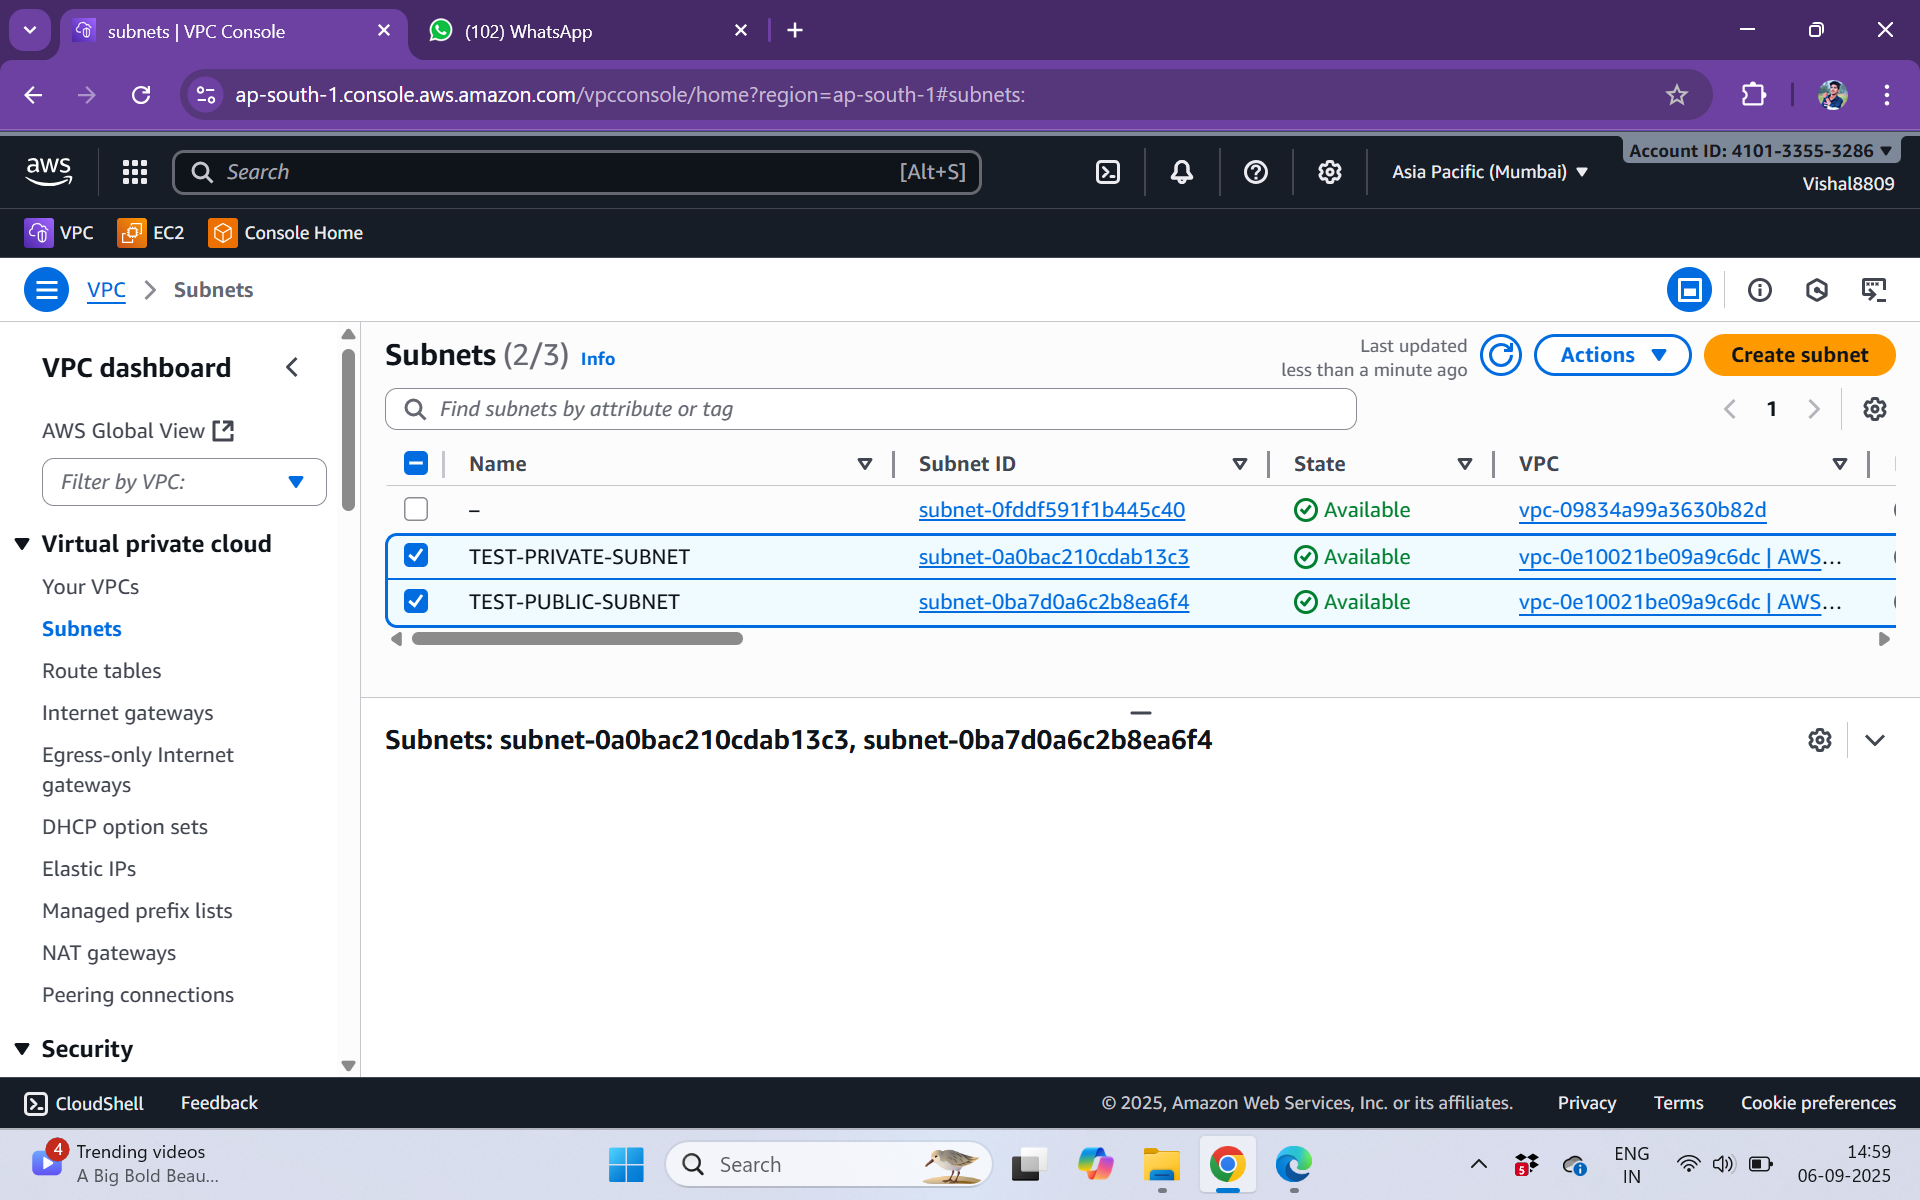 subnets | VPC Console
(102) WhatsApp
ap-south-1.console.aws.amazon.com/vpcconsole/home?region=ap-south-1#subnets:
aws
Search
[Alt+S]
Asia Pacific (Mumbai)
Account ID: 4101-3355-3286
Vishal8809
VPC
EC2
Console Home
VPC
Subnets
VPC dashboard
AWS Global View
Filter by VPC:
Virtual private cloud
Your VPCs
Subnets
Route tables
Internet gateways
Egress-only Internet
gateways
DHCP option sets
Elastic IPs
Managed prefix lists
NAT gateways
Peering connections
Security
Subnets (2/3) Info
Last updated
less than a minute ago
Actions
Create subnet
Find subnets by attribute or tag
1
Name Subnet ID State VPC
– subnet-0fddf591f1b445c40 Available vpc-09834a99a3630b82d
TEST-PRIVATE-SUBNET subnet-0a0bac210cdab13c3 Available vpc-0e10021be09a9c6dc | AWS...
TEST-PUBLIC-SUBNET subnet-0ba7d0a6c2b8ea6f4 Available vpc-0e10021be09a9c6dc | AWS...
Subnets: subnet-0a0bac210cdab13c3, subnet-0ba7d0a6c2b8ea6f4
CloudShell
Feedback
© 2025, Amazon Web Services, Inc. or its affiliates.
Privacy
Terms
Cookie preferences
4
Trending videos
A Big Bold Beau...
Search
5
ENG
IN
14:59
06-09-2025